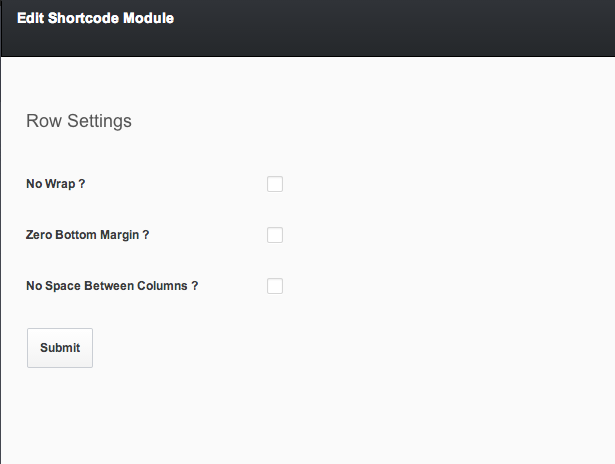 Edit Shortcode Module
Row Settings
No Wrap ?
Zero Bottom Margin ?
No Space Between Columns ?
Submit